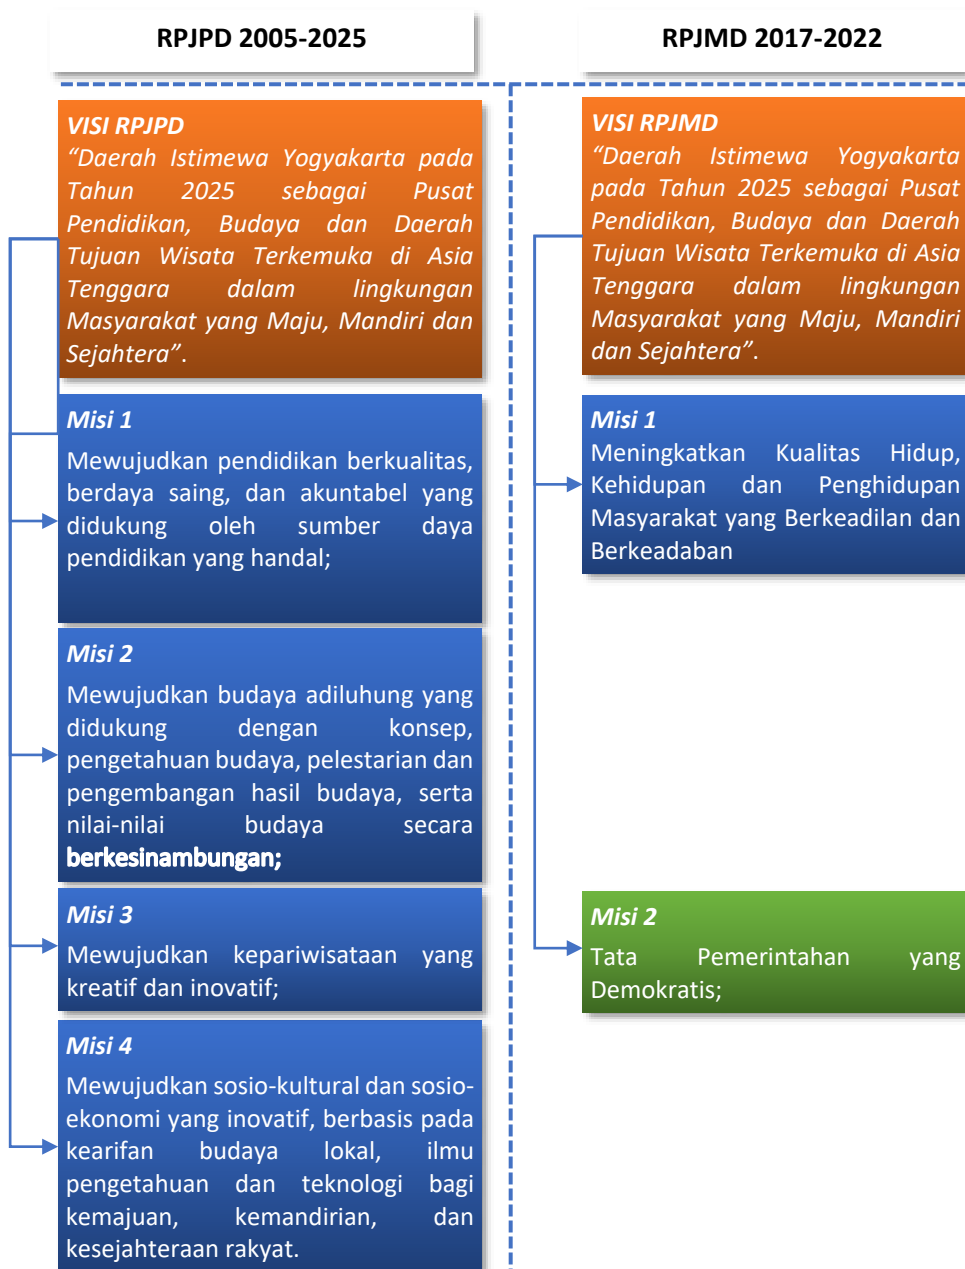 RPJPD 2005-2025
VISI RPJPD
“Daerah Istimewa Yogyakarta pada
Tahun 2025 sebagai Pusat
Pendidikan, Budaya dan Daerah
Tujuan Wisata Terkemuka di Asia
Tenggara dalam lingkungan
Masyarakat yang Maju, Mandiri dan
Sejahtera”.
Misi 1
Mewujudkan pendidikan berkualitas,
berdaya saing, dan akuntabel yang
didukung oleh sumber daya
pendidikan yang handal;
Misi 2
Mewujudkan budaya adiluhung yang
didukung dengan konsep,
pengetahuan budaya, pelestarian dan
pengembangan hasil budaya, serta
nilai-nilai budaya secara
berkesinambungan;
Misi 3
Mewujudkan kepariwisataan yang
kreatif dan inovatif;
Misi 4
Mewujudkan sosio-kultural dan sosio-
ekonomi yang inovatif, berbasis pada
kearifan budaya lokal, ilmu
pengetahuan dan teknologi bagi
kemajuan, kemandirian, dan
kesejahteraan rakyat.
RPJMD 2017-2022
VISI RPJMD
“Daerah Istimewa Yogyakarta
pada Tahun 2025 sebagai Pusat
Pendidikan, Budaya dan Daerah
Tujuan Wisata Terkemuka di Asia
Tenggara dalam lingkungan
Masyarakat yang Maju, Mandiri
dan Sejahtera”.
Misi 1
Meningkatkan Kualitas Hidup,
Kehidupan dan Penghidupan
Masyarakat yang Berkeadilan dan
Berkeadaban
Misi 2
Tata Pemerintahan yang
Demokratis;